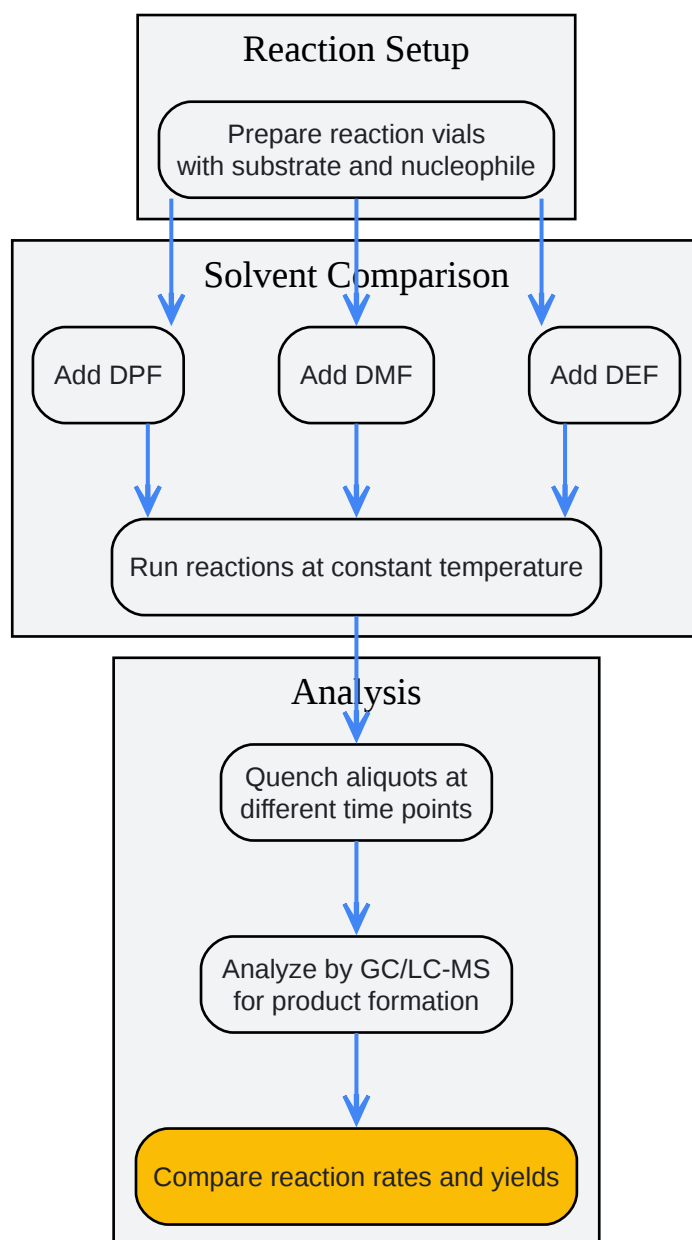 Reaction Setup
Prepare reaction vials
with substrate and nucleophile
Solvent Comparison
Add DPF
Add DMF
Add DEF
Run reactions at constant temperature
Analysis
Quench aliquots at
different time points
Analyze by GC/LC-MS
for product formation
Compare reaction rates and yields